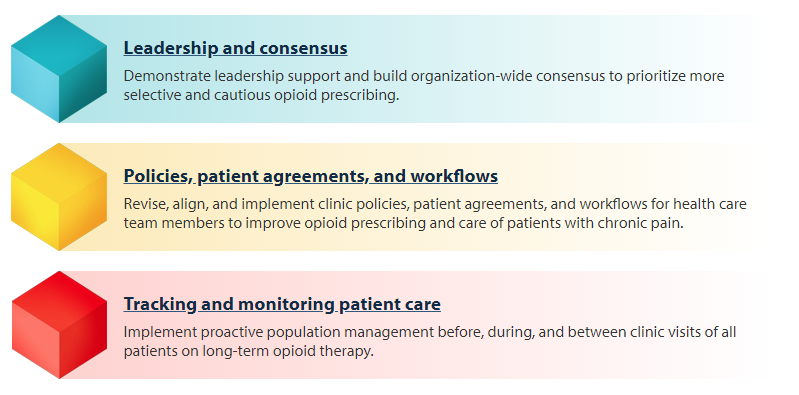 Leadership and consensus
Demonstrate leadership support and build organization-wide consensus to prioritize more
selective and cautious opioid prescribing.
Policies, patient agreements, and workflows
Revise, align, and implement clinic policies, patient agreements, and workflows for health care
team members to improve opioid prescribing and care of patients with chronic pain.
Tracking and monitoring patient care
Implement proactive population management before, during, and between clinic visits of all
patients on long-term opioid therapy.